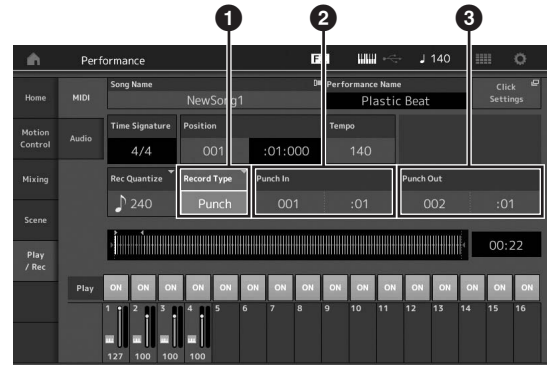 1 2 3
Performance F 140
Home MIDI Song Name NewSong1 Performance Name Plastic Beat Click Settings
Motion Control Audio Time Signature 4/4 Position 001 :01:000 Tempo 140
Mixing Rec Quantize 240 Record Type Punch Punch In 001 :01 Punch Out 002 :01
Scene
Play / Rec 00:22
Play ON ON ON ON ON ON ON ON ON ON ON ON ON ON ON ON
1 2 3 4 5 6 7 8 9 10 11 12 13 14 15 16
127 100 100 100